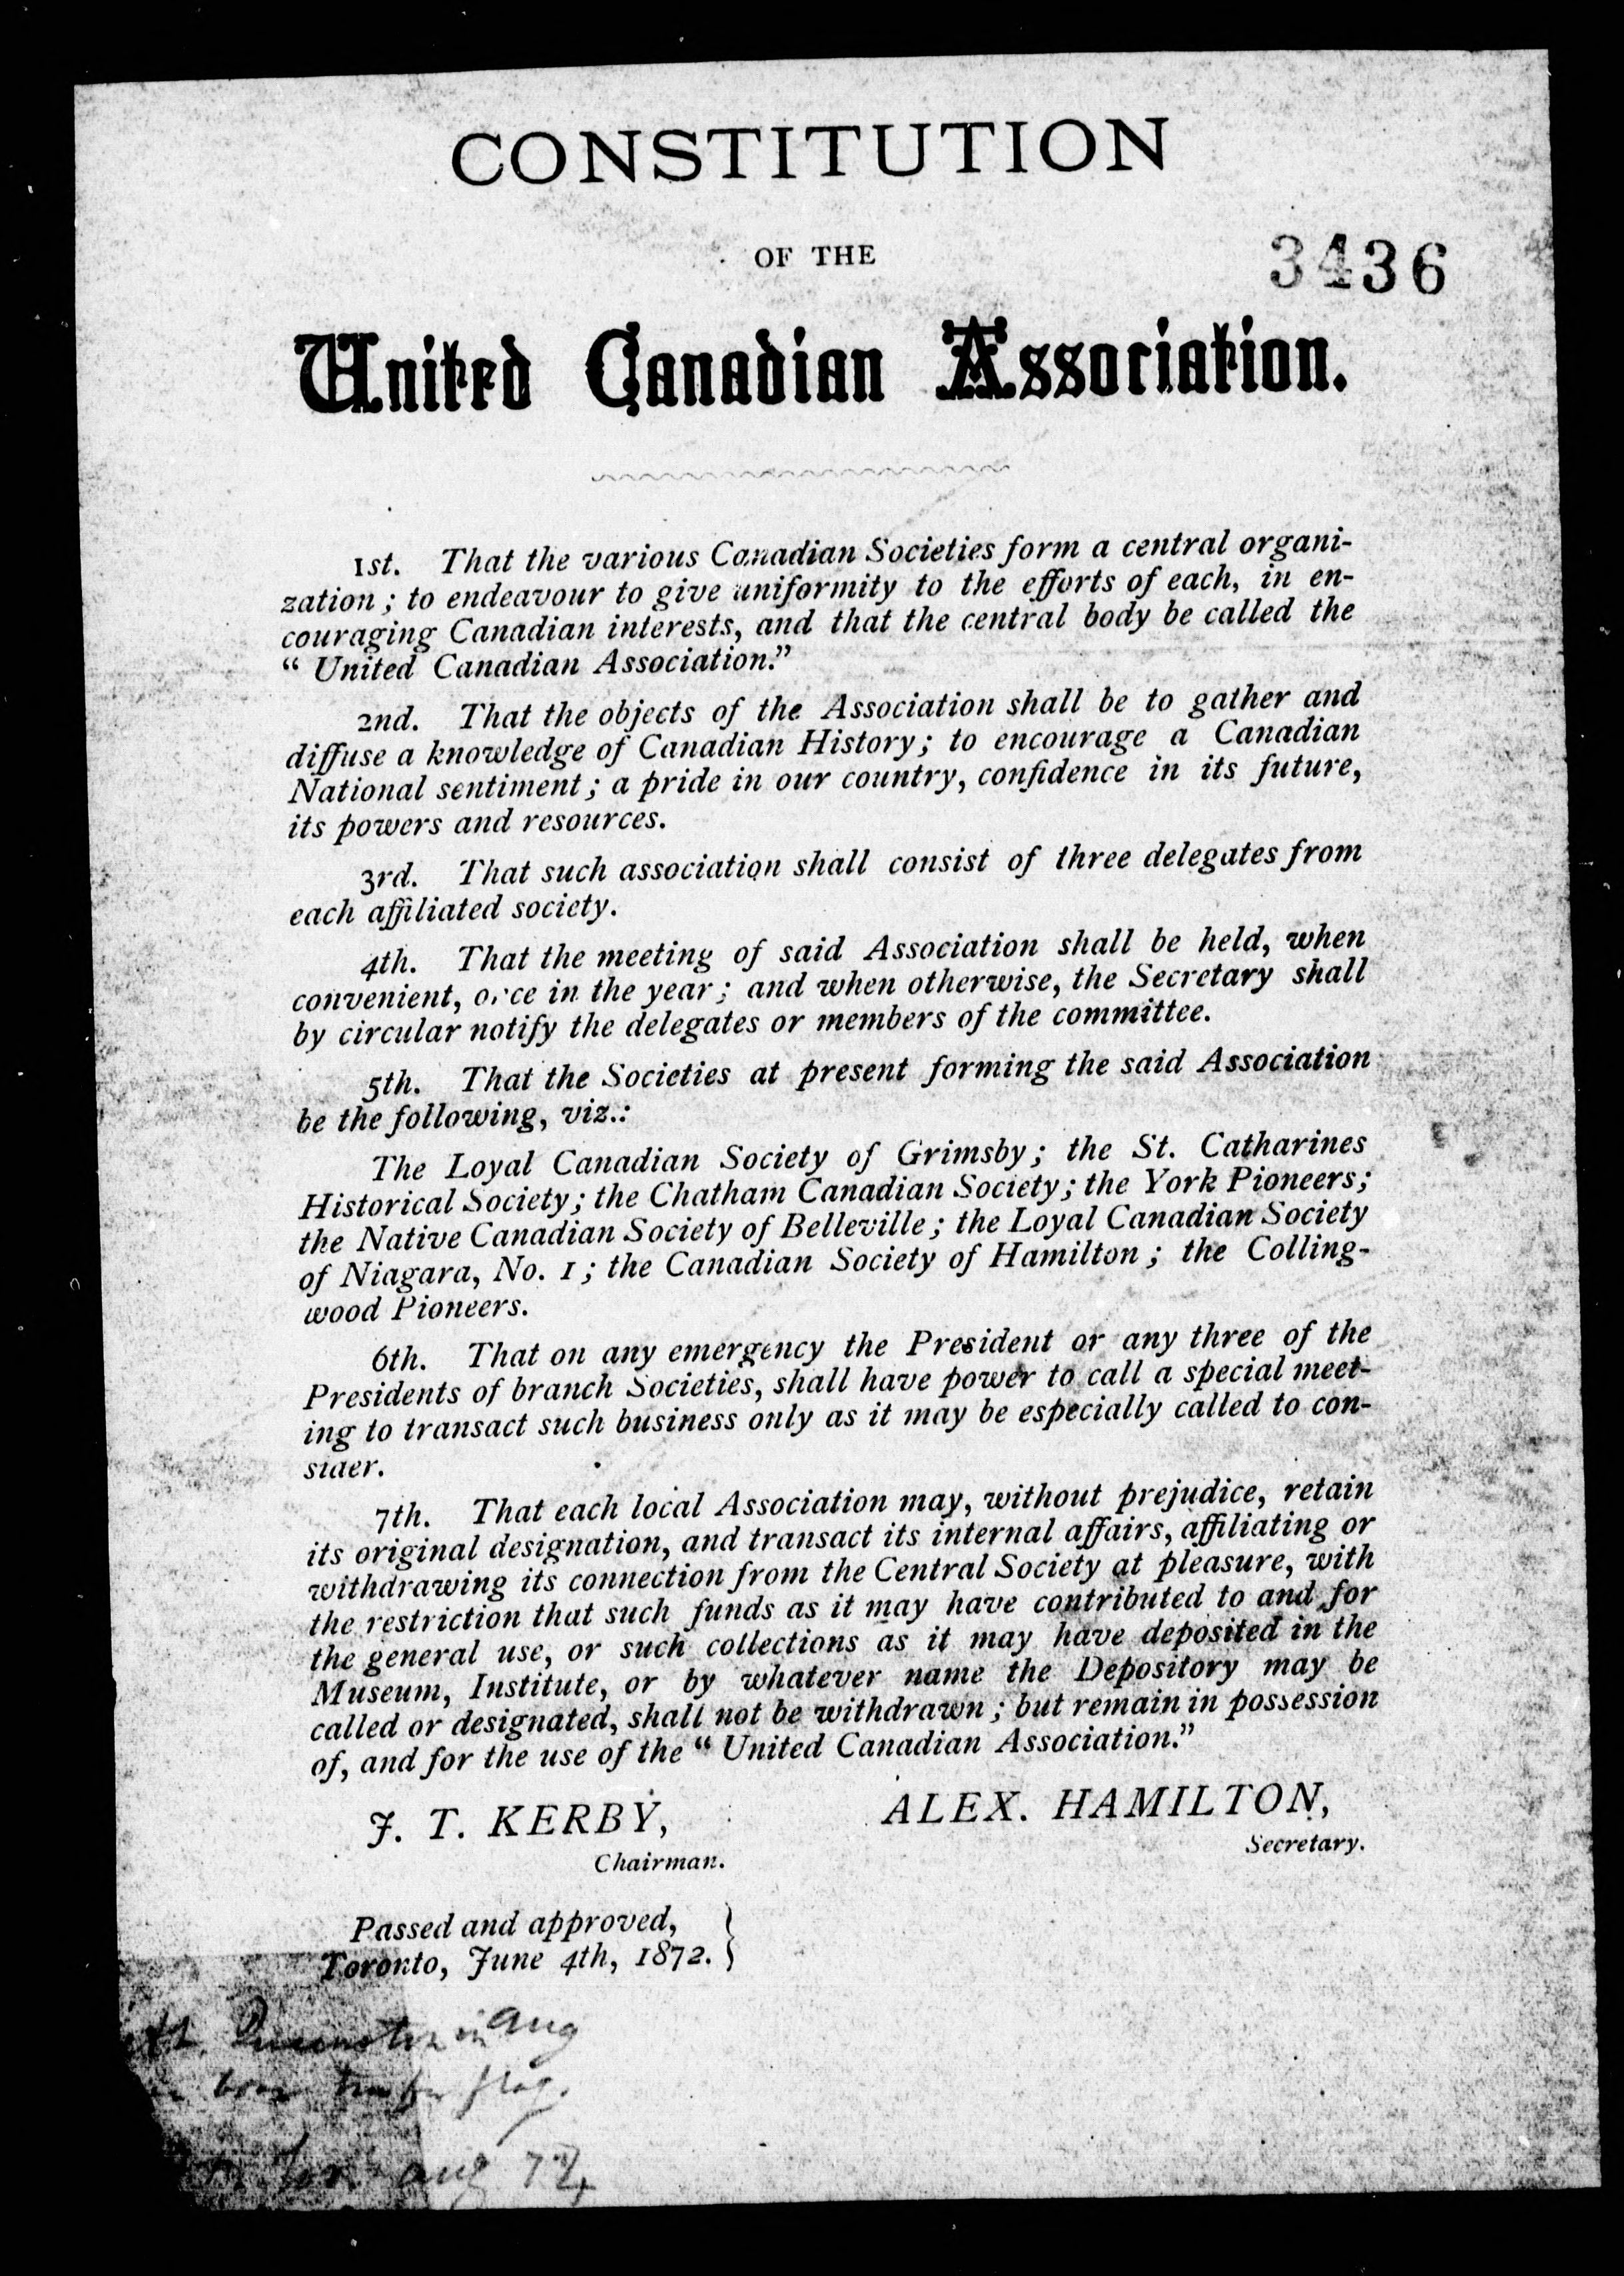 CONSTITUTION
OF THE
3436
United Canadian Association.
1st. That the various Canadian Societies form a central organi-
zation; to endeavour to give uniformity to the efforts of each, in en-
couraging Canadian interests, and that the central body be called the
“ United Canadian Association.”
2nd. That the objects of the Association shall be to gather and
diffuse a knowledge of Canadian History; to encourage a Canadian
National sentiment; a pride in our country, confidence in its future,
its powers and resources.
3rd. That such association shall consist of three delegates from
each affiliated society.
4th. That the meeting of said Association shall be held, when
convenient, once in the year; and when otherwise, the Secretary shall
by circular notify the delegates or members of the committee.
5th. That the Societies at present forming the said Association
be the following, viz.:
The Loyal Canadian Society of Grimsby; the St. Catharines
Historical Society; the Chatham Canadian Society; the York Pioneers;
the Native Canadian Society of Belleville; the Loyal Canadian Society
of Niagara, No. 1; the Canadian Society of Hamilton; the Colling-
wood Pioneers.
6th. That on any emergency the President or any three of the
Presidents of branch Societies, shall have power to call a special meet-
ing to transact such business only as it may be especially called to con-
sider.
7th. That each local Association may, without prejudice, retain
its original designation, and transact its internal affairs, affiliating or
withdrawing its connection from the Central Society at pleasure, with
the restriction that such funds as it may have contributed to and for
the general use, or such collections as it may have deposited in the
Museum, Institute, or by whatever name the Depository may be
called or designated, shall not be withdrawn; but remain in possession
of, and for the use of the “ United Canadian Association.”
J. T. KERBY,
Chairman.
ALEX. HAMILTON,
Secretary.
Passed and approved,
Toronto, June 4th, 1872.
Queenston in Aug
flag.
aug 72